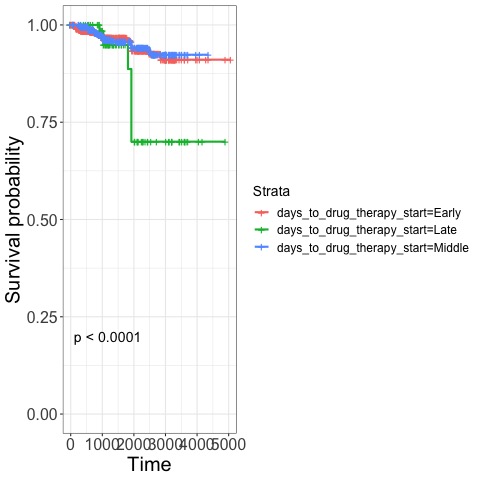 1.00
0.75
0.50
0.25
0.00
Survival probability
p < 0.0001
0 1000 2000 3000 4000 5000
Time
Strata
days_to_drug_therapy_start=Early
days_to_drug_therapy_start=Late
days_to_drug_therapy_start=Middle